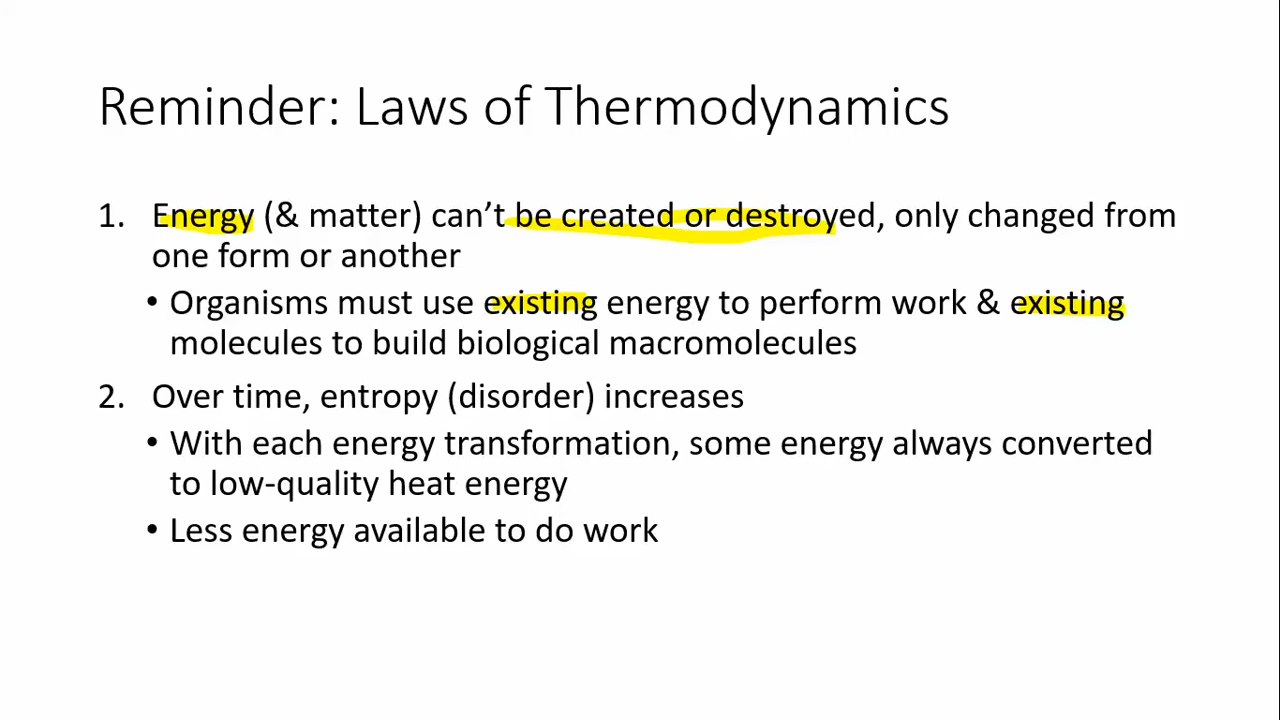 Reminder: Laws of Thermodynamics
1. Energy (& matter) can’t be created or destroyed, only changed from
one form or another
• Organisms must use existing energy to perform work & existing
molecules to build biological macromolecules
2. Over time, entropy (disorder) increases
• With each energy transformation, some energy always converted
to low-quality heat energy
• Less energy available to do work